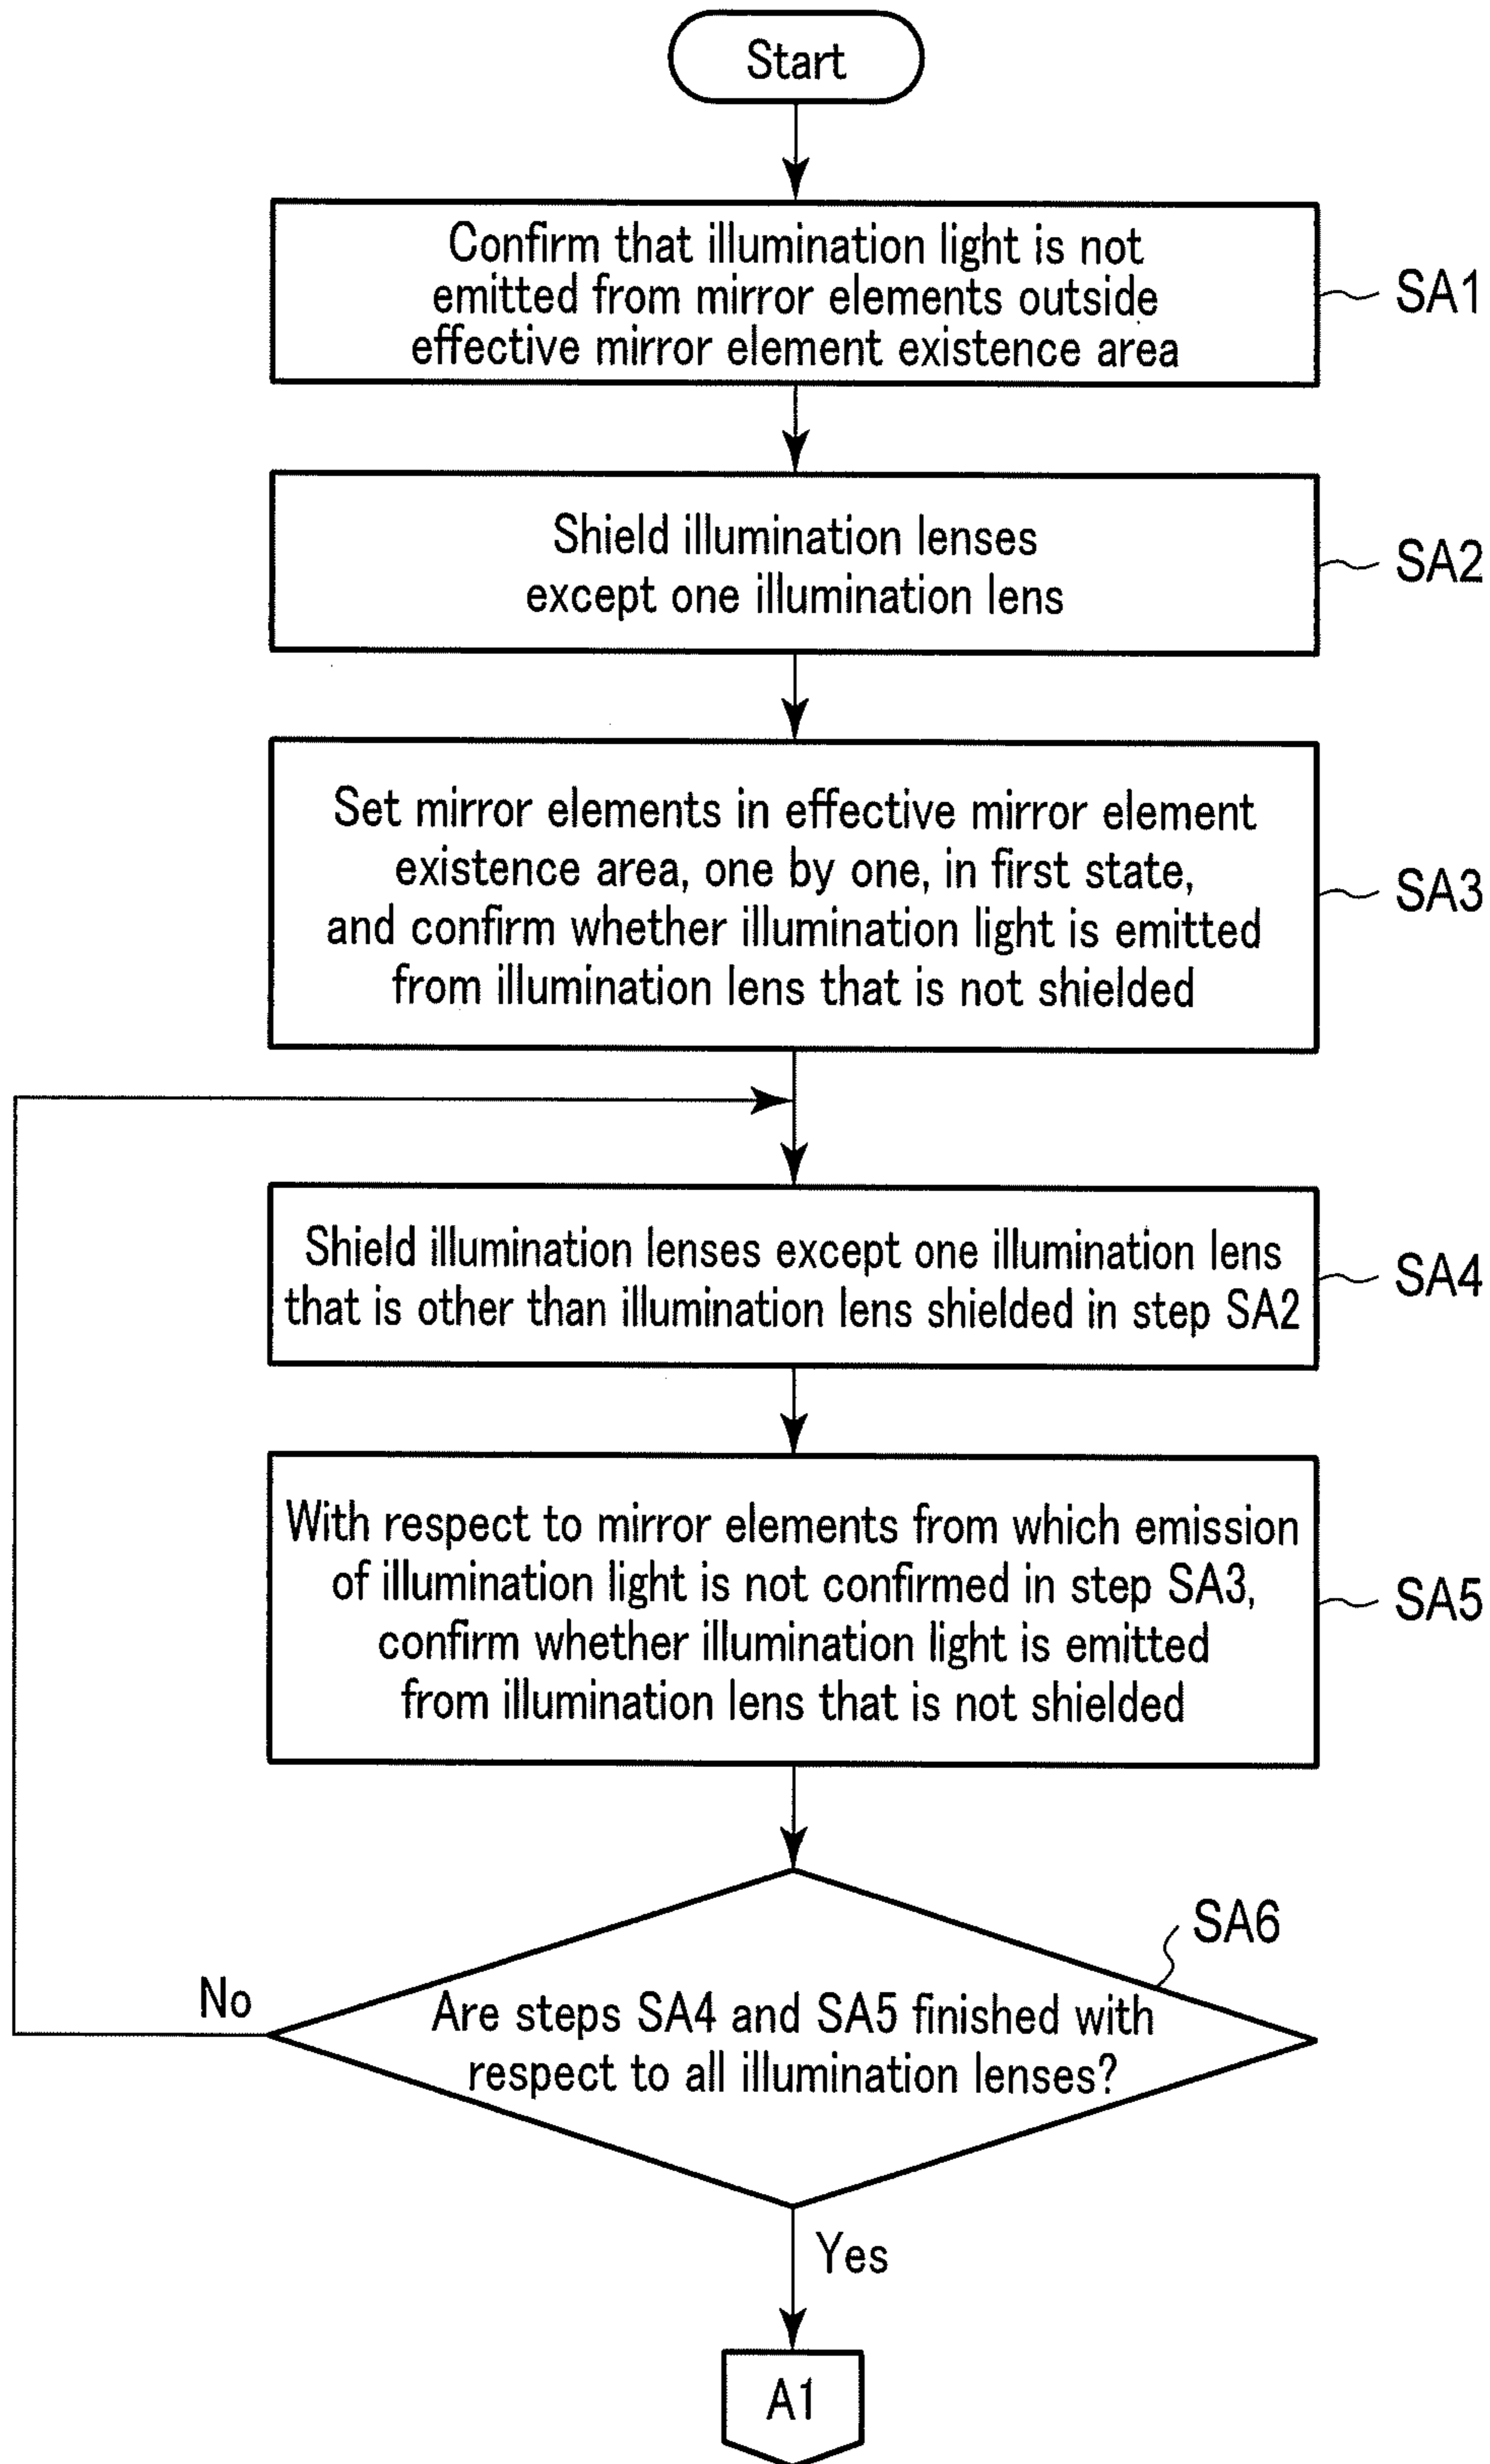 Start
Confirm that illumination light is not
emitted from mirror elements outside
effective mirror element existence area
SA1
Shield illumination lenses
except one illumination lens
SA2
Set mirror elements in effective mirror element
existence area, one by one, in first state,
and confirm whether illumination light is emitted
from illumination lens that is not shielded
SA3
Shield illumination lenses except one illumination lens
that is other than illumination lens shielded in step SA2
SA4
With respect to mirror elements from which emission
of illumination light is not confirmed in step SA3,
confirm whether illumination light is emitted
from illumination lens that is not shielded
SA5
SA6
No
Are steps SA4 and SA5 finished with
respect to all illumination lenses?
Yes
A1